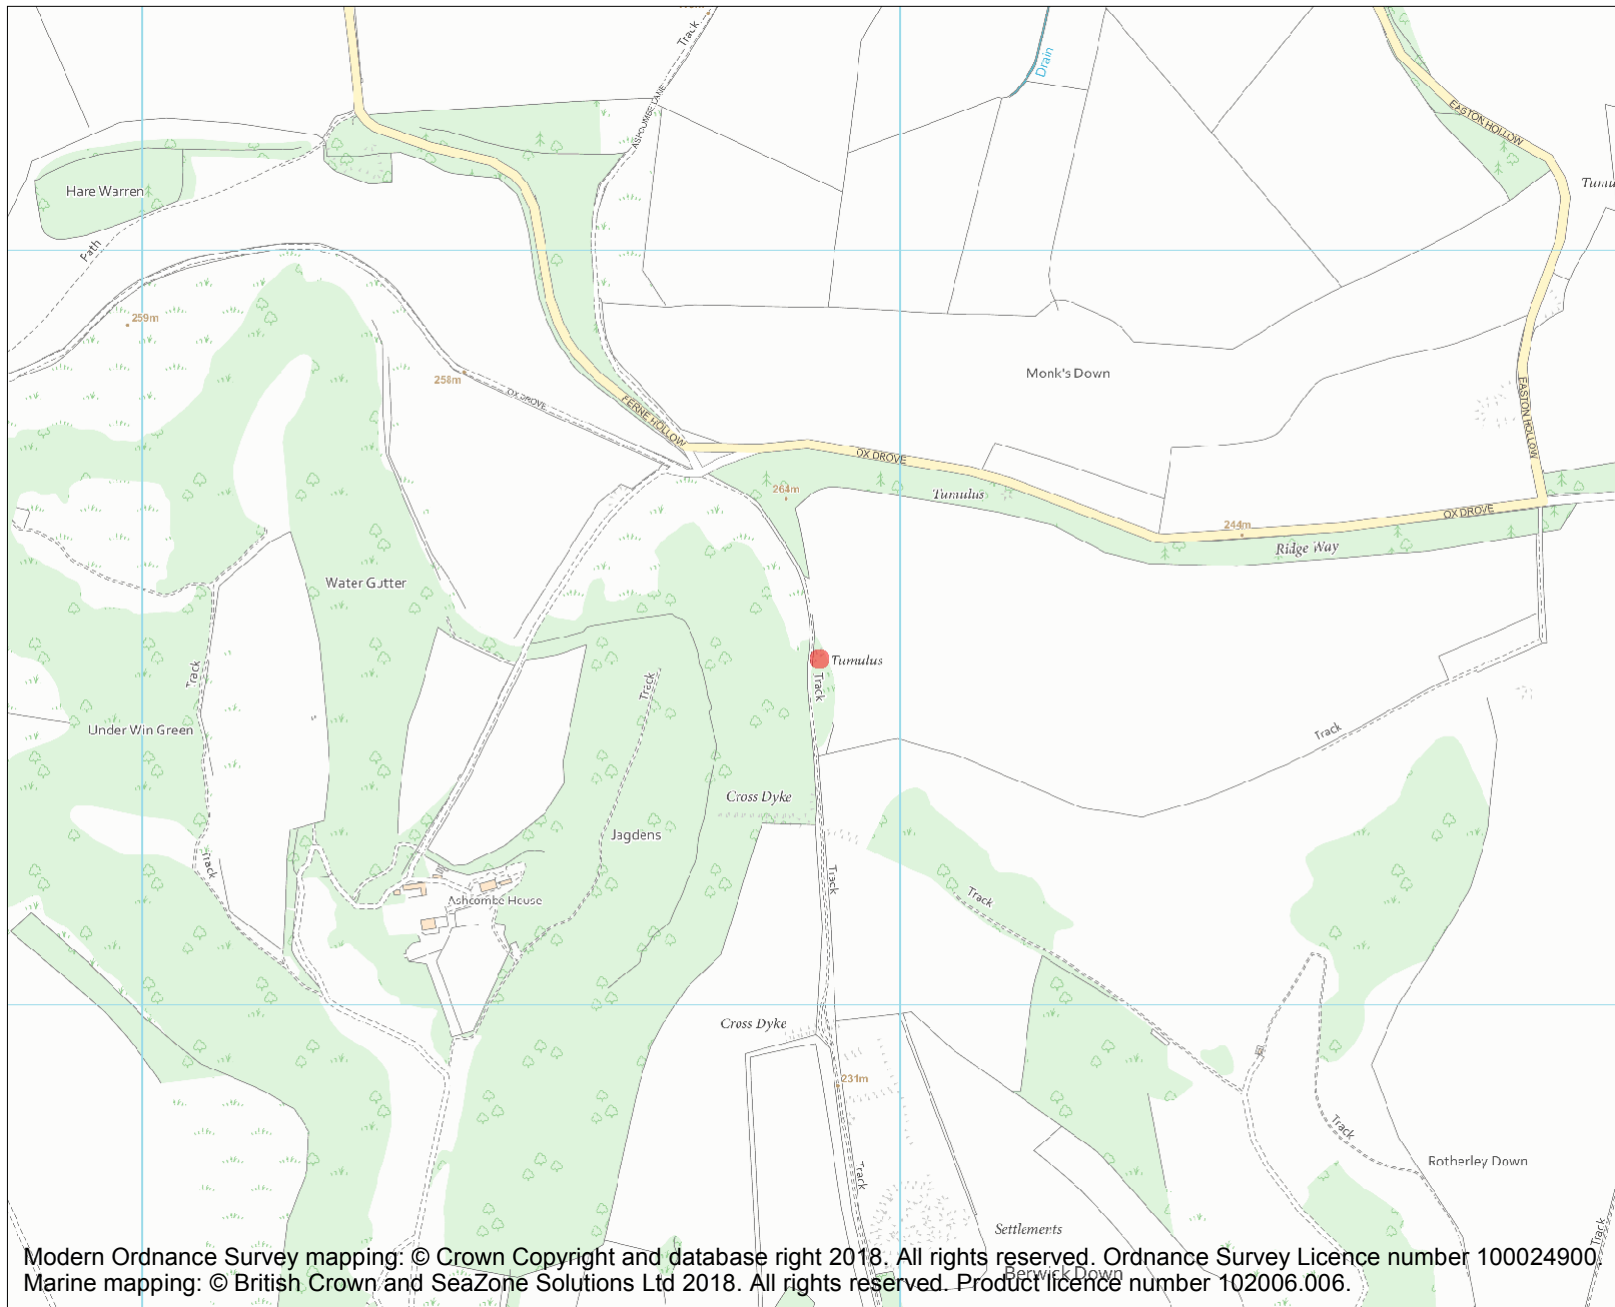 Track
Drain
ASHCOMBE LANE
EASTON HOLLOW
Hare Warren
Path
259m
258m
OX DROVE
FERNE HOLLOW
Monk's Down
EASTON HOLLOW
OX DROVE
264m
Tumulus
244m
OX DROVE
Ridge Way
Water Gutter
Track
Track
Tumulus
Track
Under Win Green
Track
Cross Dyke
Jagdens
Track
Track
Track
Ashcombe House
Cross Dyke
231m
Track
Track
Rotherley Down
Settlements
Track
Modern Ordnance Survey mapping: © Crown Copyright and database right 2018. All rights reserved. Ordnance Survey Licence number 100024900.
Berwick Down
Marine mapping: © British Crown and SeaZone Solutions Ltd 2018. All rights reserved. Product licence number 102006.006.